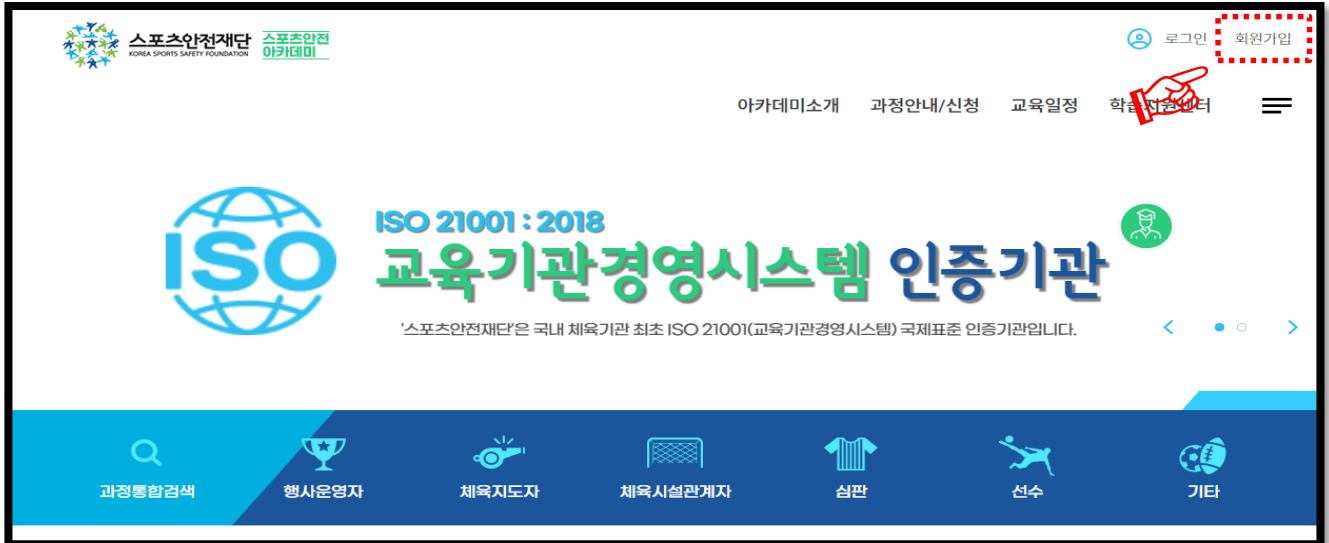 스포츠안전재단
KOREA SPORTS SAFETY FOUNDATION
스포츠안전
아카데미
로그인 회원가입
아카데미소개 과정안내/신청 교육일정 학습지원센터
ISO
ISO 21001 : 2018
교육기관경영시스템 인증기관
'스포츠안전재단'은 국내 체육기관 최초 ISO 21001(교육기관경영시스템) 국제표준 인증기관입니다.
과정통합검색 행사운영자 체육지도자 체육시설관계자 심판 선수 기타